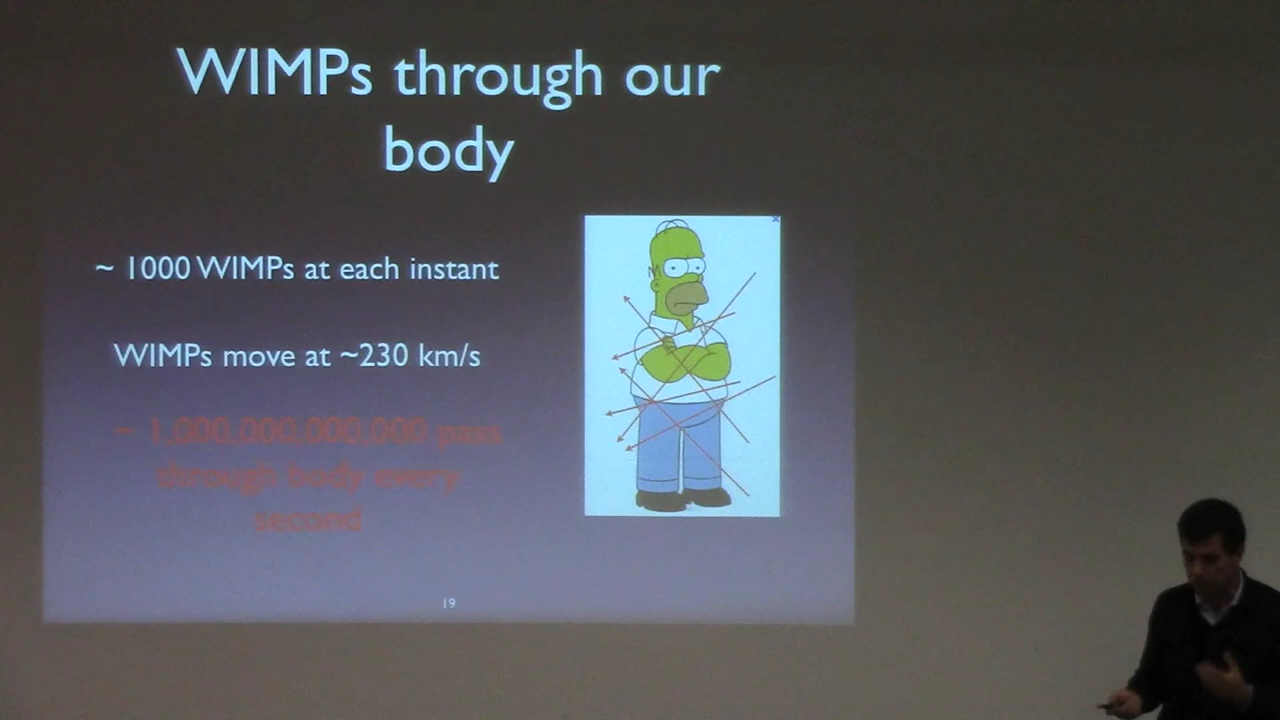 WIMPs through our
body
~ 1000 WIMPs at each instant
WIMPs move at ~230 km/s
~ 1,000,000,000,000 pass
through body every
second
19